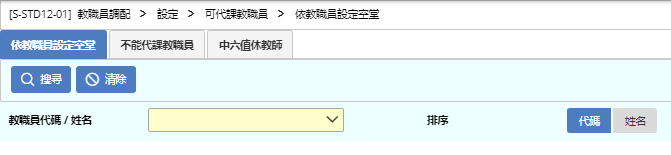 [S-STD12-01] 教職員調配 > 設定 > 可代課教職員 > 依教職員設定空堂
依教職員設定空堂 不能代課教職員 中六值休教師
搜尋 清除
教職員代碼 / 姓名 排序 代碼 姓名